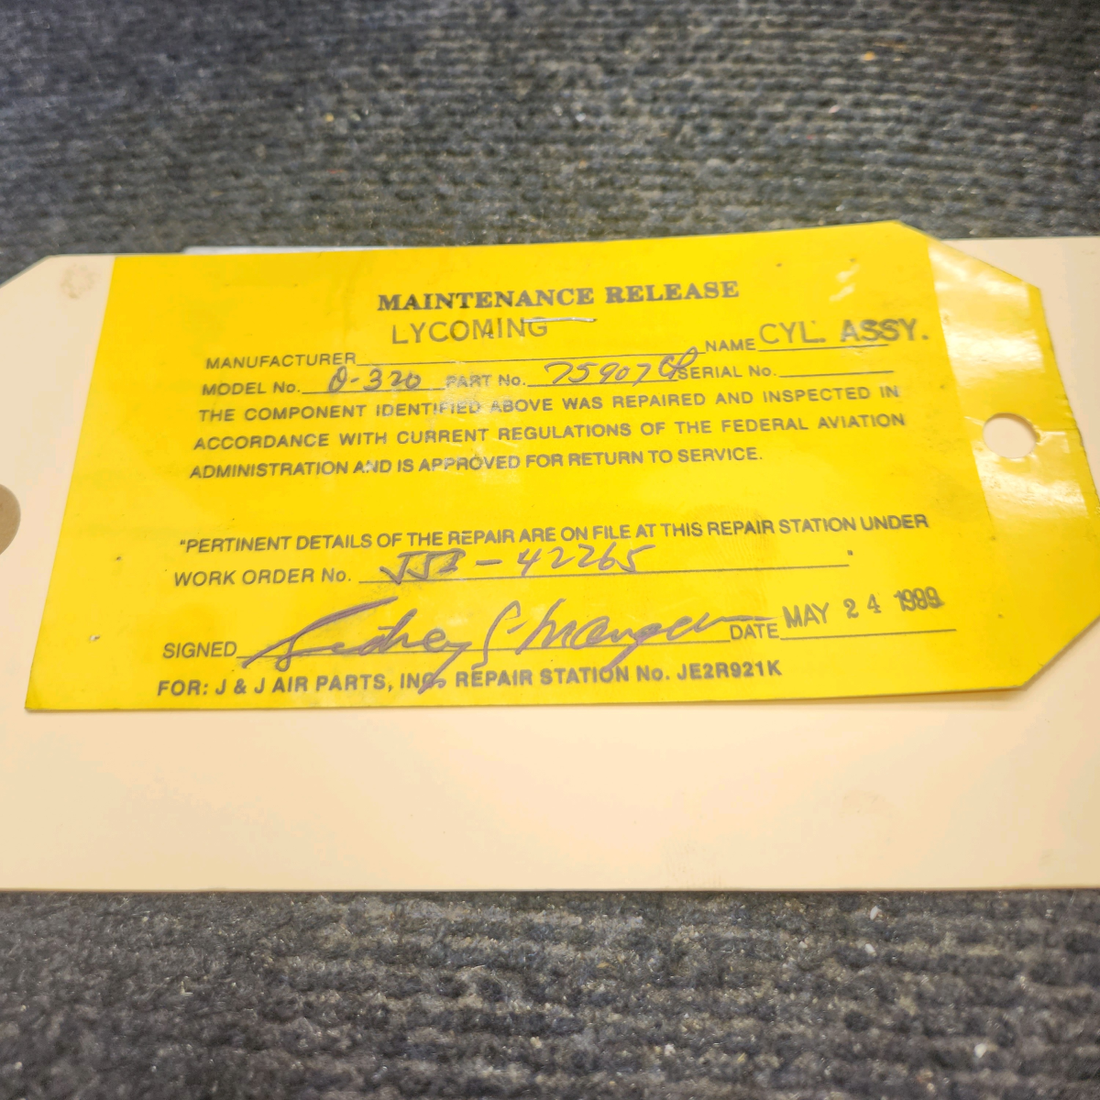 MAINTENANCE RELEASE
MANUFACTURER LYCOMING NAME CYL. ASSY.
MODEL No. O-320 PART No. 75907 SERIAL No.
THE COMPONENT IDENTIFIED ABOVE WAS REPAIRED AND INSPECTED IN
ACCORDANCE WITH CURRENT REGULATIONS OF THE FEDERAL AVIATION
ADMINISTRATION AND IS APPROVED FOR RETURN TO SERVICE.
"PERTINENT DETAILS OF THE REPAIR ARE ON FILE AT THIS REPAIR STATION UNDER
WORK ORDER No. JJ1-42265"
SIGNED Sidney S. DATE MAY 24 1999
FOR: J & J AIR PARTS, INC. REPAIR STATION No. JE2R921K